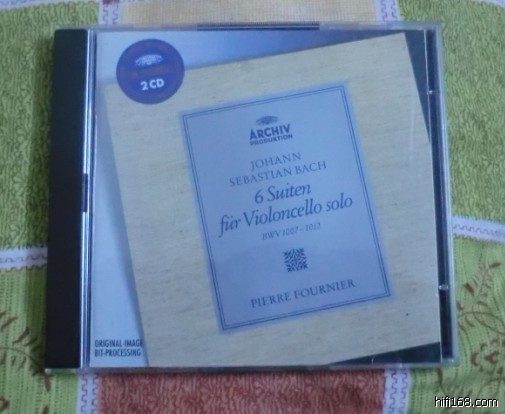 2 CD
ARCHIV
PRODUKTION
JOHANN
SEBASTIAN BACH
6 Suiten
für Violoncello solo
BWV 1007 - 1012
PIERRE FOURNIER
ORIGINAL-IMAGE
BIT-PROCESSING
hifi168.com